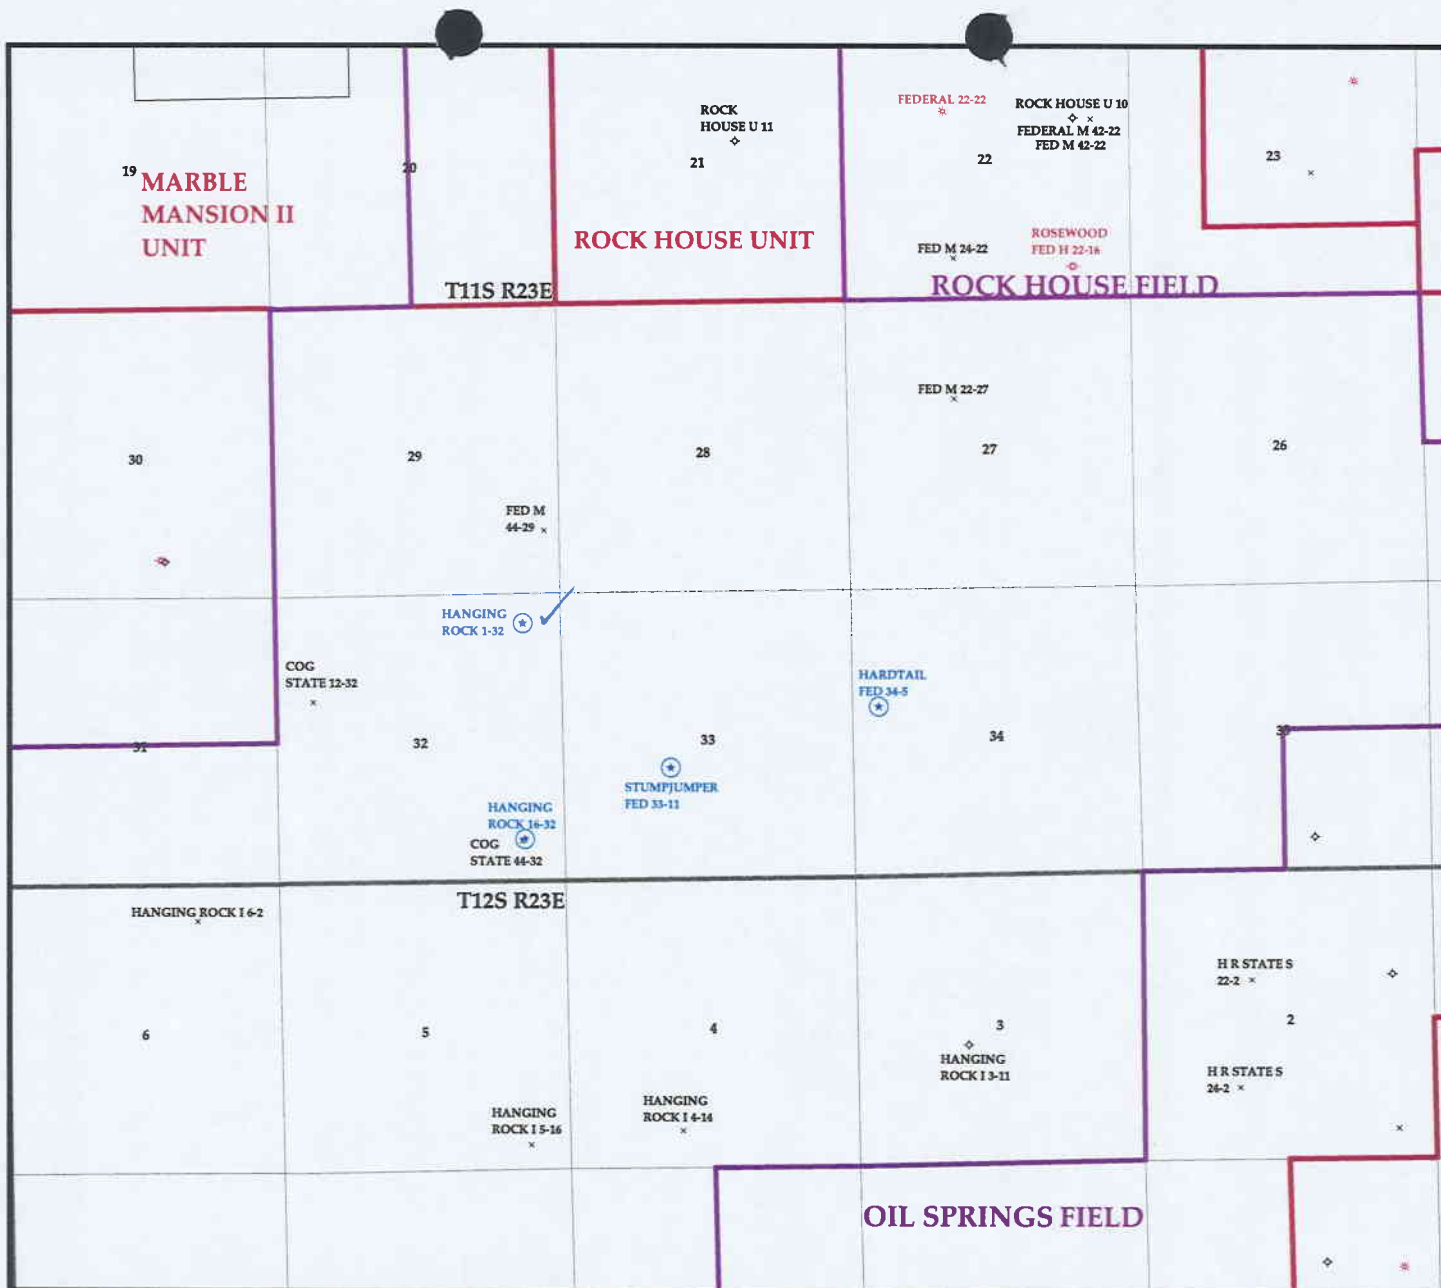 FEDERAL 22-22
ROCK HOUSE U 10
ROCK
HOUSE U 11
FEDERAL M 42-22
FED M 42-22
19
20
21
22
23
MARBLE
MANSION II
UNIT
ROCK HOUSE UNIT
ROSEWOOD
FED H 22-16
FED M 24-22
T11S R23E
ROCK HOUSE FIELD
FED M 22-27
30
29
28
27
26
FED M
44-29
HANGING
ROCK 1-32
COG
STATE 12-32
HARDTAIL
FED 34-5
31
32
33
34
35
STUMPJUMPER
FED 33-11
HANGING
ROCK 16-32
COG
STATE 44-32
T12S R23E
HANGING ROCK I 6-2
H R STATE S
22-2
6
5
4
3
2
HANGING
ROCK I 3-11
H R STATE S
24-2
HANGING
ROCK I 5-16
HANGING
ROCK I 4-14
OIL SPRINGS FIELD